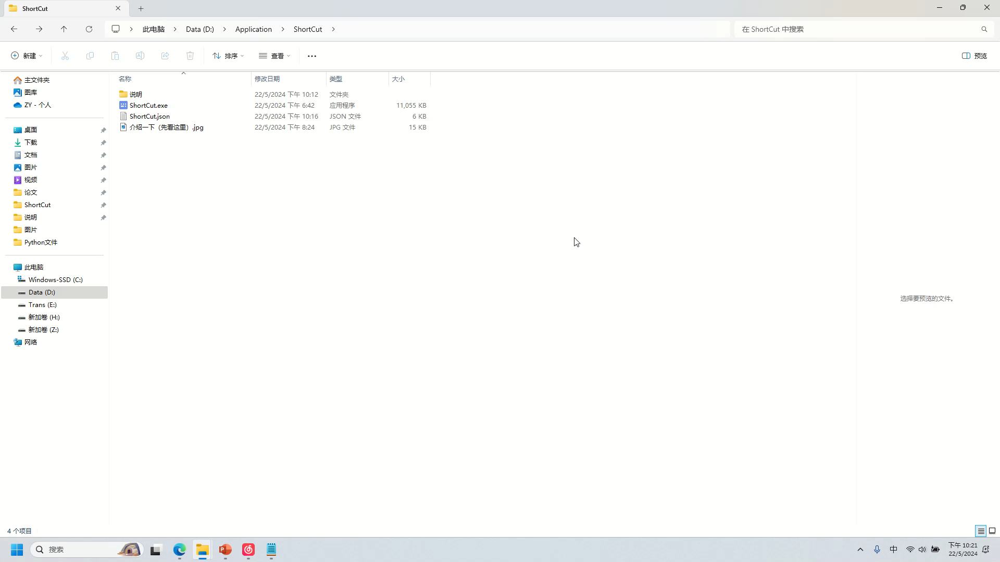 ShortCut
此电脑 Data (D:) Application ShortCut
在 ShortCut 中搜索
新建 排序 查看 预览
名称 修改日期 类型 大小
说明 22/5/2024 下午 10:12 文件夹
ShortCut.exe 22/5/2024 下午 6:42 应用程序 11,055 KB
ShortCut.json 22/5/2024 下午 10:16 JSON 文件 6 KB
介绍一下（先看这里）.jpg 22/5/2024 下午 8:24 JPG 文件 15 KB
主文件夹
图库
ZY - 个人
桌面
下载
文档
图片
视频
论文
ShortCut
说明
图片
Python文件
此电脑
Windows-SSD (C:)
Data (D:)
Trans (E:)
新加卷 (H:)
新加卷 (Z:)
网络
选择要预览的文件。
4 个项目
搜索
中
下午 10:21
22/5/2024